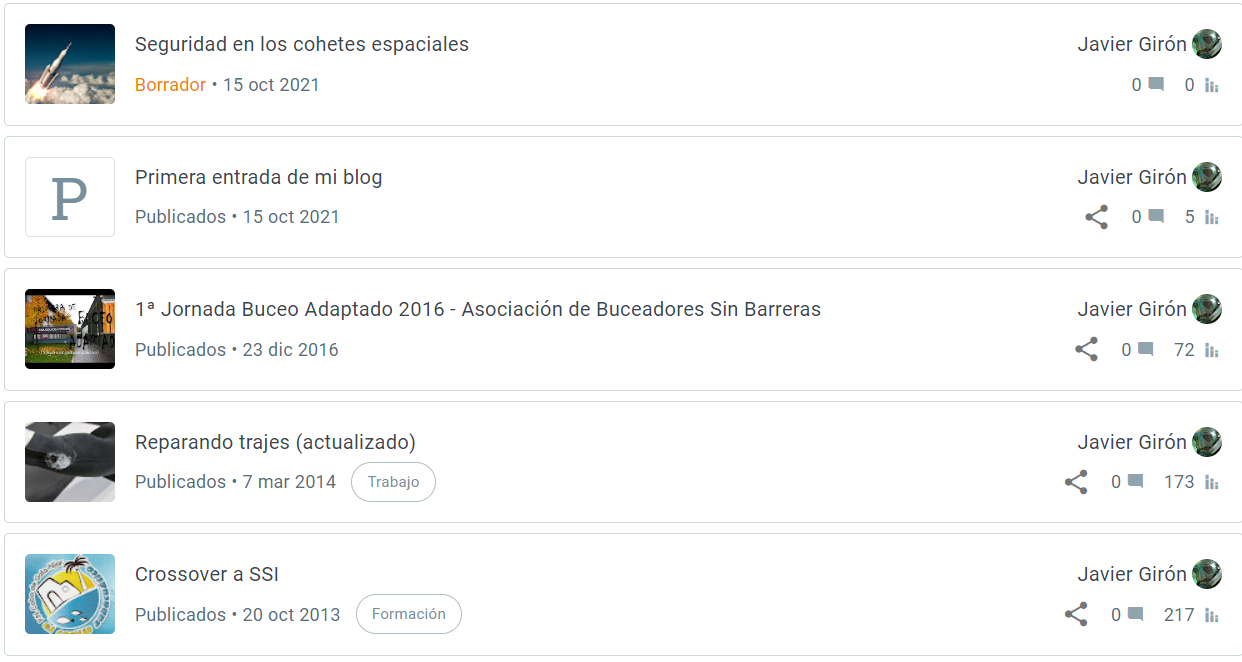 Seguridad en los cohetes espaciales
Javier Girón
Borrador • 15 oct 2021
0 0
P
Primera entrada de mi blog
Javier Girón
Publicados • 15 oct 2021
0 5
1ª Jornada Buceo Adaptado 2016 - Asociación de Buceadores Sin Barreras
Javier Girón
Publicados • 23 dic 2016
0 72
Reparando trajes (actualizado)
Javier Girón
Publicados • 7 mar 2014 Trabajo
0 173
Crossover a SSI
Javier Girón
Publicados • 20 oct 2013 Formación
0 217